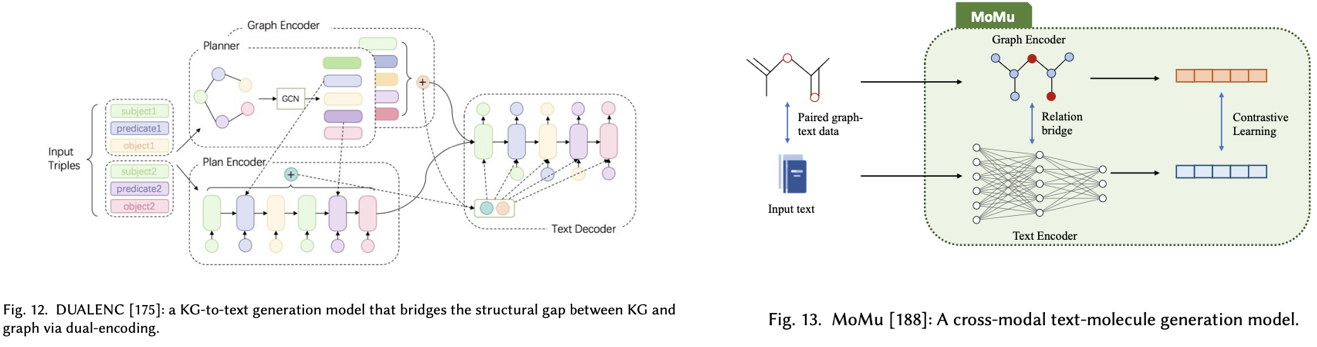 Graph Encoder
Planner
GCN
+
Input
Triples
subject1
predicate1
object1
subject2
predicate2
object2
Plan Encoder
+
Text Decoder
Fig. 12. DUALENC [175]: a KG-to-text generation model that bridges the structural gap between KG and
graph via dual-encoding.
MoMu
Graph Encoder
Paired graph-
text data
Relation
bridge
Contrastive
Learning
Input text
Text Encoder
Fig. 13. MoMu [188]: A cross-modal text-molecule generation model.